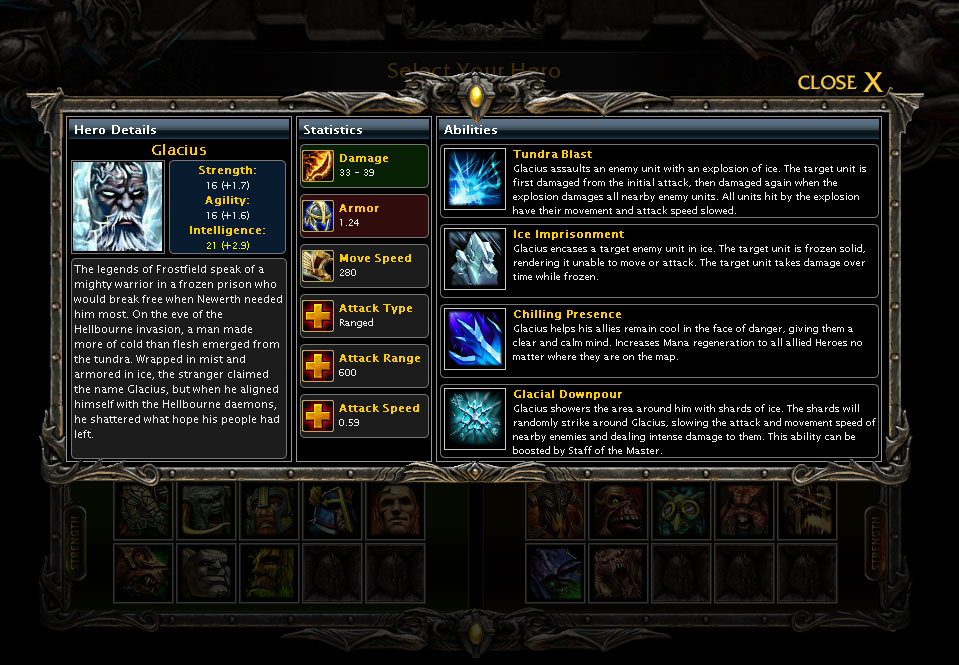 Select Your Hero
CLOSE X
Hero Details
Glacius
Strength:
16 (+1.7)
Agility:
16 (+1.6)
Intelligence:
21 (+2.9)
The legends of Frostfield speak of a
mighty warrior in a frozen prison who
would break free when Newerth needed
him most. On the eve of the
Hellbourne invasion, a man made
more of cold than flesh emerged from
the tundra. Wrapped in mist and
armored in ice, the stranger claimed
the name Glacius, but when he aligned
himself with the Hellbourne daemons,
he shattered what hope his people had
left.
Statistics
Damage
33 - 39
Armor
1.24
Move Speed
280
Attack Type
Ranged
Attack Range
600
Attack Speed
0.59
Abilities
Tundra Blast
Glacius assaults an enemy unit with an explosion of ice. The target unit is
first damaged from the initial attack, then damaged again when the
explosion damages all nearby enemy units. All units hit by the explosion
have their movement and attack speed slowed.
Ice Imprisonment
Glacius encases a target enemy unit in ice. The target unit is frozen solid,
rendering it unable to move or attack. The target unit takes damage over
time while frozen.
Chilling Presence
Glacius helps his allies remain cool in the face of danger, giving them a
clear and calm mind. Increases Mana regeneration to all allied Heroes no
matter where they are on the map.
Glacial Downpour
Glacius showers the area around him with shards of ice. The shards will
randomly strike around Glacius, slowing the attack and movement speed of
nearby enemies and dealing intense damage to them. This ability can be
boosted by Staff of the Master.
STRENGTH
STRENGTH